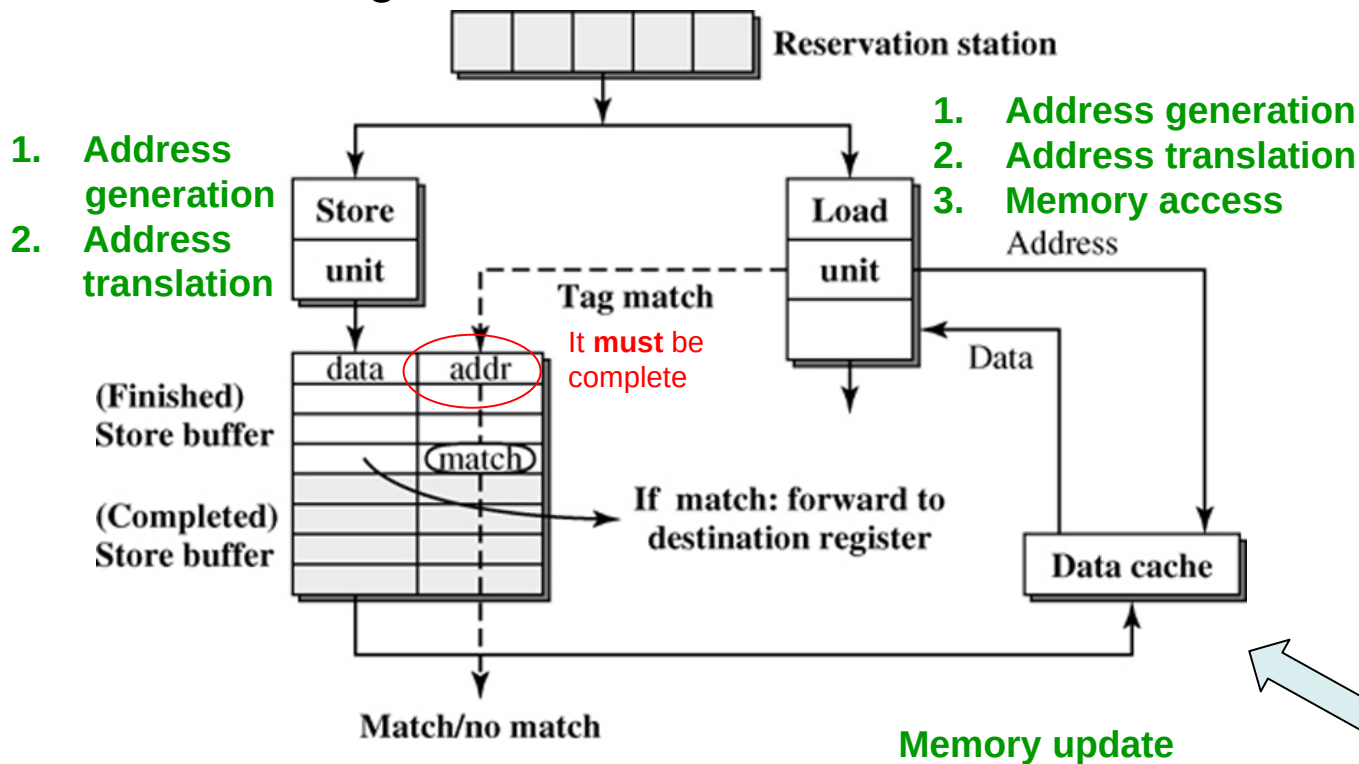 Reservation station
1. Address
generation
2. Address
translation
1. Address generation
2. Address translation
3. Memory access
Store
unit
Load
unit
Address
Tag match
It must be
complete
Data
data addr
(Finished)
Store buffer
match
(Completed)
Store buffer
If match: forward to
destination register
Data cache
Match/no match
Memory update